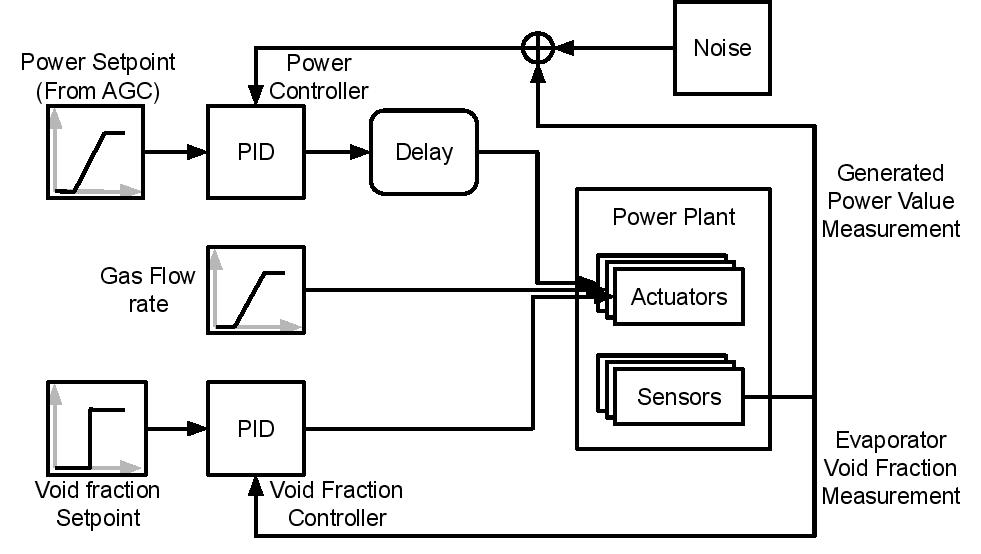 Noise
Power Setpoint
(From AGC)
Power
Controller
PID
Delay
Generated
Power Value
Measurement
Power Plant
Gas Flow
rate
Actuators
Sensors
PID
Evaporator
Void Fraction
Measurement
Void fraction
Setpoint
Void Fraction
Controller